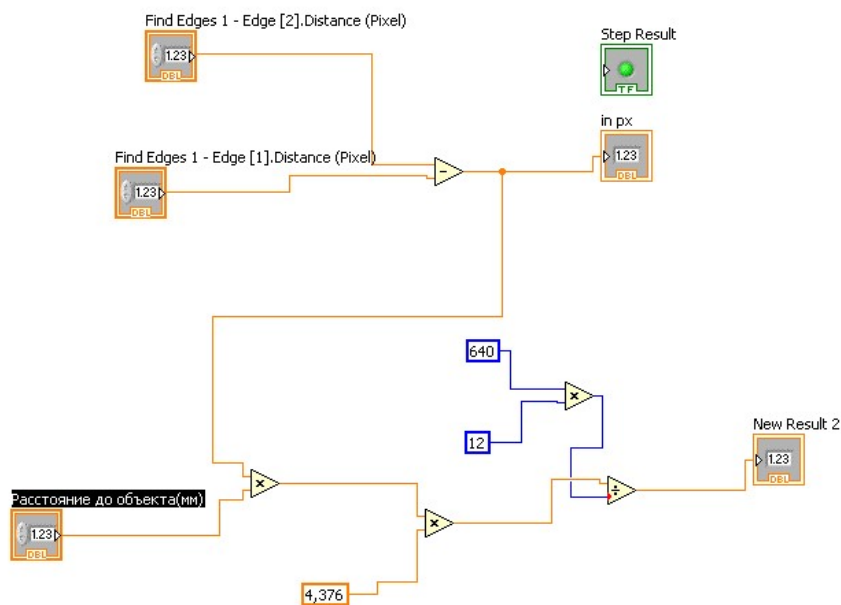 Find Edges 1 - Edge [2].Distance (Pixel)
1.23
DBL
Step Result
TF
in px
1.23
DBL
Find Edges 1 - Edge [1].Distance (Pixel)
1.23
DBL
-
640
x
12
New Result 2
1.23
DBL
÷
Расстояние до объекта(мм)
1.23
DBL
x
x
4,376